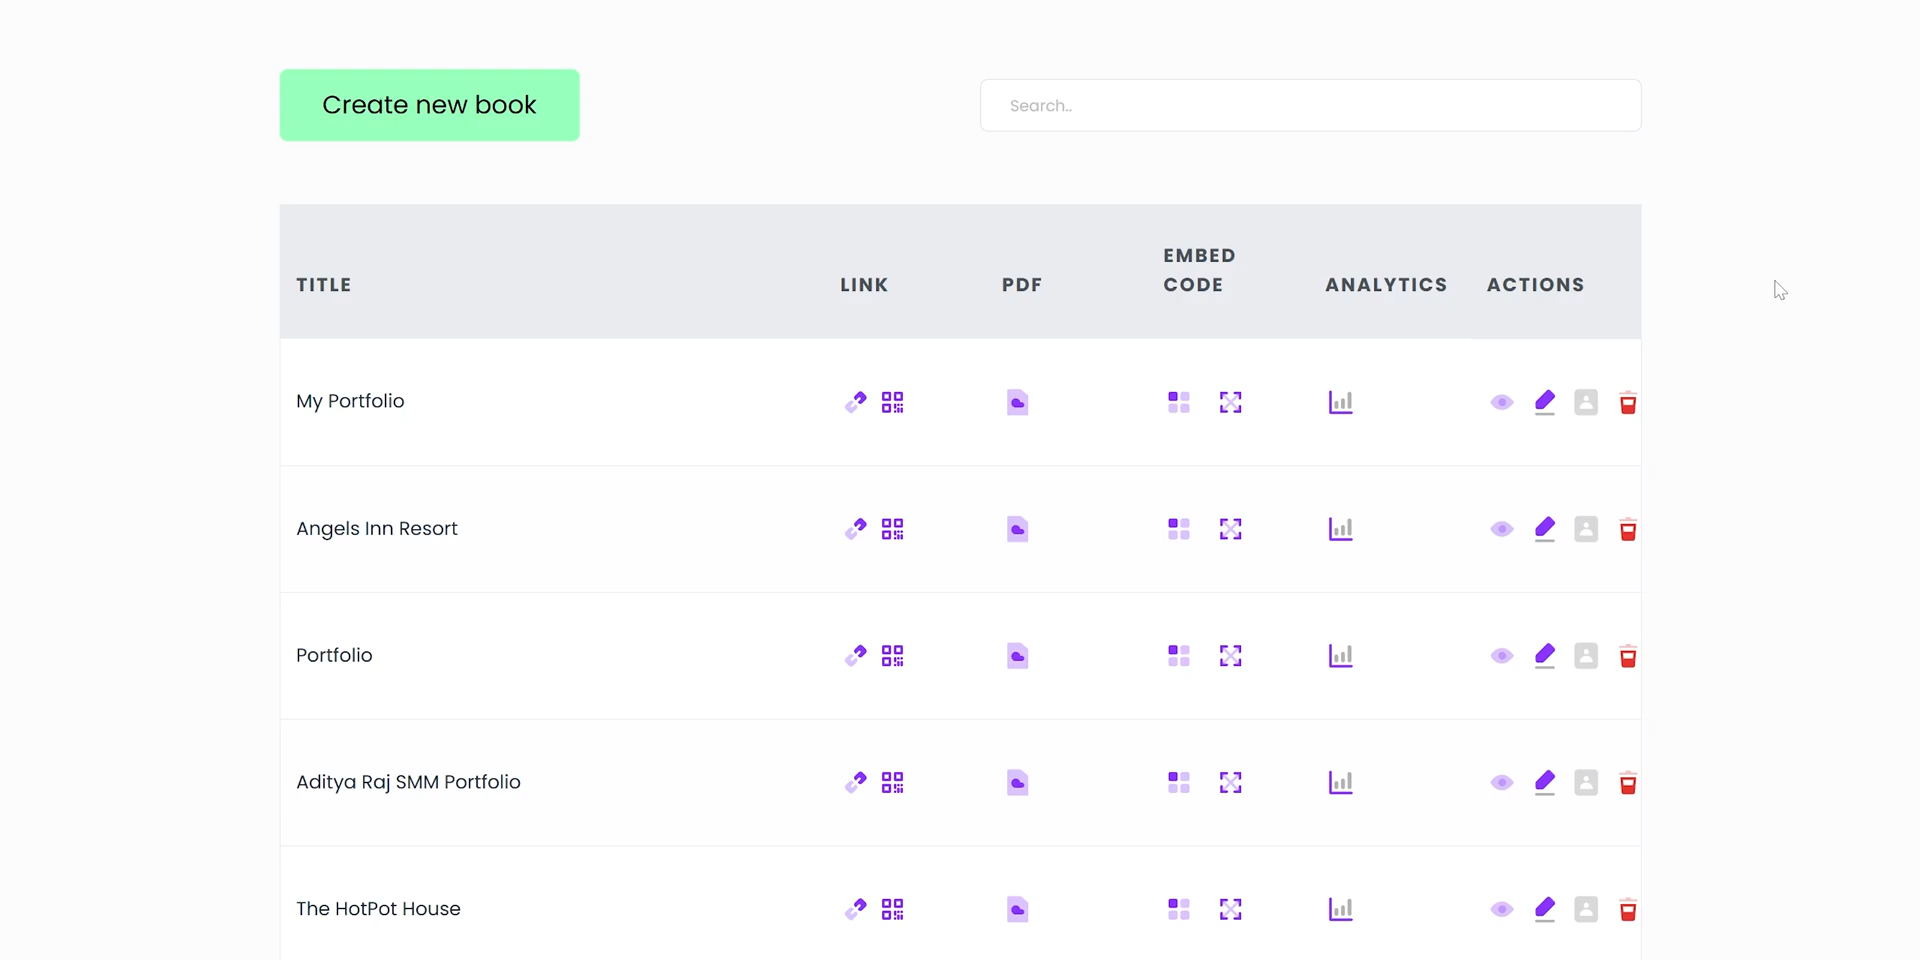 Create new book
Search..
TITLE LINK PDF EMBED CODE ANALYTICS ACTIONS
My Portfolio
Angels Inn Resort
Portfolio
Aditya Raj SMM Portfolio
The HotPot House